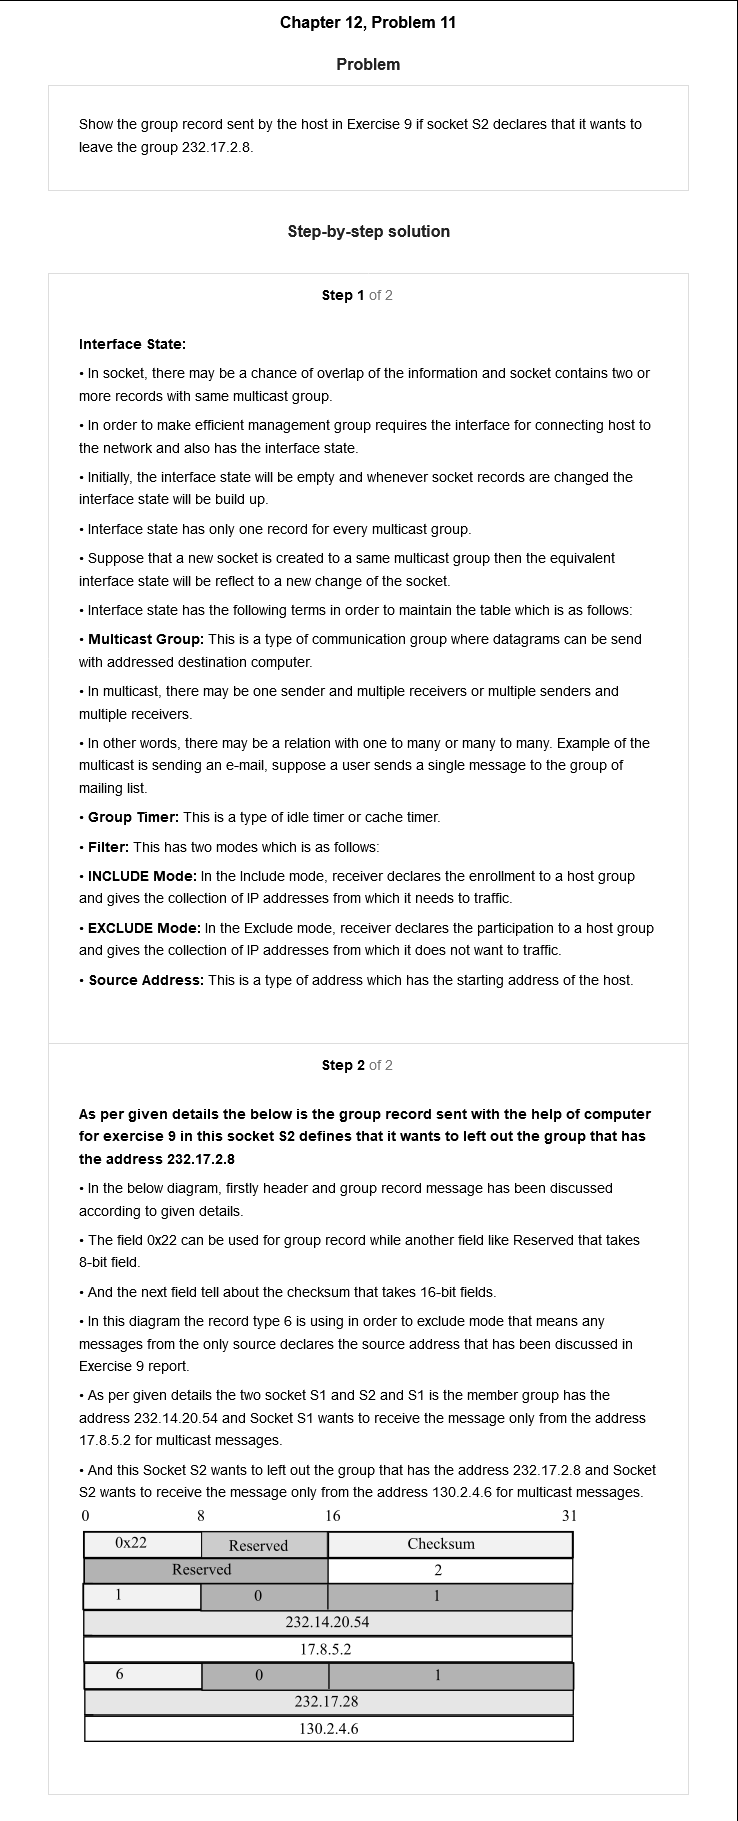 Chapter 12, Problem 11
Problem
Show the group record sent by the host in Exercise 9 if socket S2 declares that it wants to
leave the group 232.17.2.8.
Step-by-step solution
Step 1 of 2
Interface State:
• In socket, there may be a chance of overlap of the information and socket contains two or
more records with same multicast group.
• In order to make efficient management group requires the interface for connecting host to
the network and also has the interface state.
• Initially, the interface state will be empty and whenever socket records are changed the
interface state will be build up.
• Interface state has only one record for every multicast group.
• Suppose that a new socket is created to a same multicast group then the equivalent
interface state will be reflect to a new change of the socket.
• Interface state has the following terms in order to maintain the table which is as follows:
• Multicast Group: This is a type of communication group where datagrams can be send
with addressed destination computer.
• In multicast, there may be one sender and multiple receivers or multiple senders and
multiple receivers.
• In other words, there may be a relation with one to many or many to many. Example of the
multicast is sending an e-mail, suppose a user sends a single message to the group of
mailing list.
• Group Timer: This is a type of idle timer or cache timer.
• Filter: This has two modes which is as follows:
• INCLUDE Mode: In the Include mode, receiver declares the enrollment to a host group
and gives the collection of IP addresses from which it needs to traffic.
• EXCLUDE Mode: In the Exclude mode, receiver declares the participation to a host group
and gives the collection of IP addresses from which it does not want to traffic.
• Source Address: This is a type of address which has the starting address of the host.
Step 2 of 2
As per given details the below is the group record sent with the help of computer
for exercise 9 in this socket S2 defines that it wants to left out the group that has
the address 232.17.2.8
• In the below diagram, firstly header and group record message has been discussed
according to given details.
• The field 0x22 can be used for group record while another field like Reserved that takes
8-bit field.
• And the next field tell about the checksum that takes 16-bit fields.
• In this diagram the record type 6 is using in order to exclude mode that means any
messages from the only source declares the source address that has been discussed in
Exercise 9 report.
• As per given details the two socket S1 and S2 and S1 is the member group has the
address 232.14.20.54 and Socket S1 wants to receive the message only from the address
17.8.5.2 for multicast messages.
• And this Socket S2 wants to left out the group that has the address 232.17.2.8 and Socket
S2 wants to receive the message only from the address 130.2.4.6 for multicast messages.
0 8 16 31
0x22 Reserved Checksum
Reserved 2
1 0 1
232.14.20.54
17.8.5.2
6 0 1
232.17.28
130.2.4.6